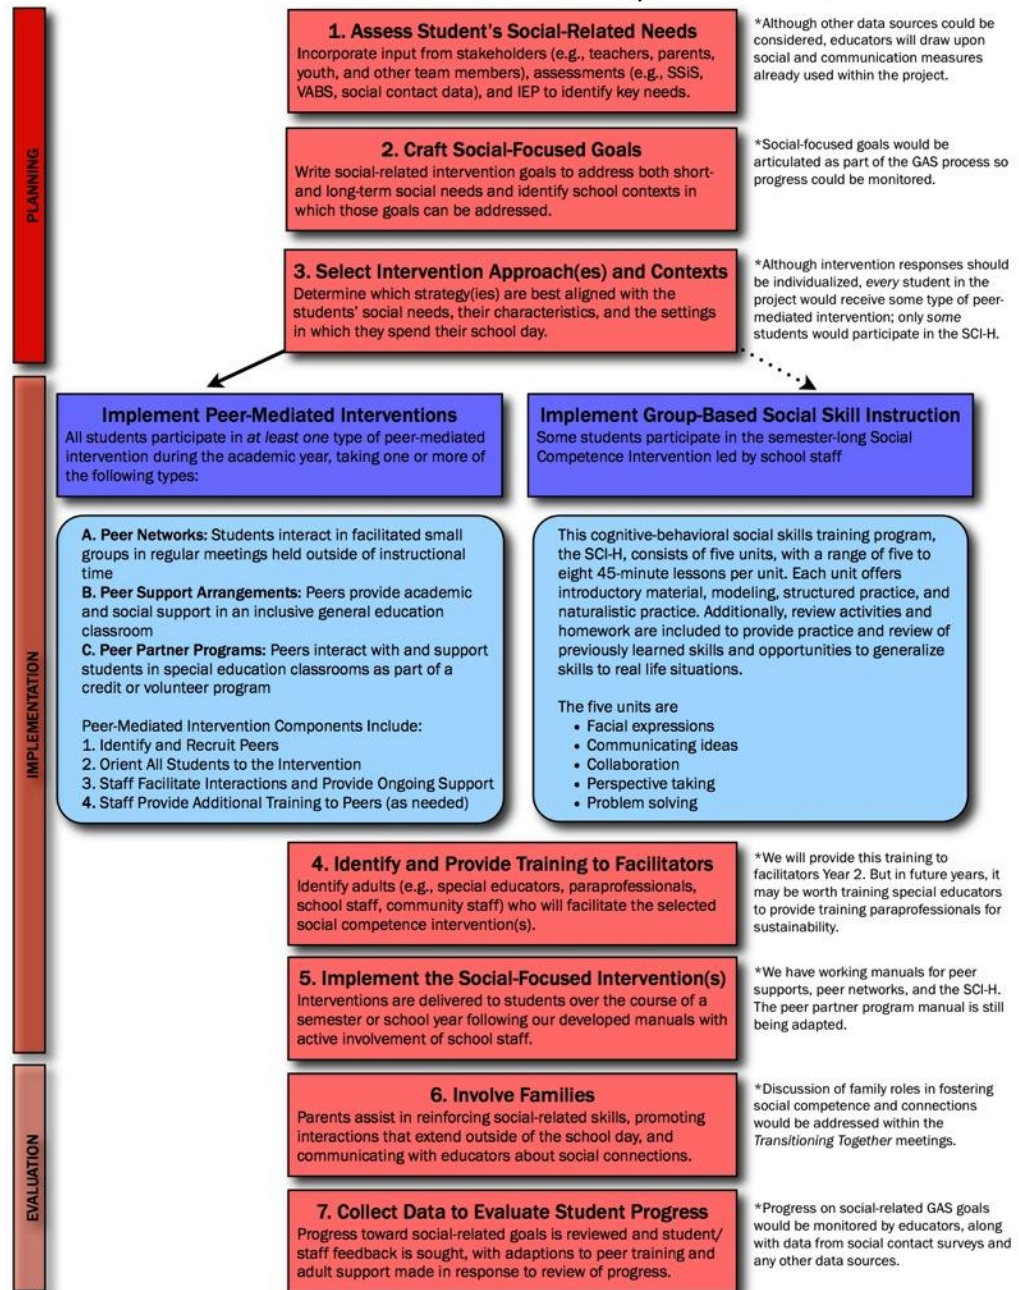 PLANNING
1. Assess Student's Social-Related Needs
Incorporate input from stakeholders (e.g., teachers, parents,
youth, and other team members), assessments (e.g., SSiS,
VABS, social contact data), and IEP to identify key needs.
*Although other data sources could be
considered, educators will draw upon
social and communication measures
already used within the project.
2. Craft Social-Focused Goals
Write social-related intervention goals to address both short-
and long-term social needs and identify school contexts in
which those goals can be addressed.
*Social-focused goals would be
articulated as part of the GAS process so
progress could be monitored.
3. Select Intervention Approach(es) and Contexts
Determine which strategy(ies) are best aligned with the
students' social needs, their characteristics, and the settings
in which they spend their school day.
*Although intervention responses should
be individualized, every student in the
project would receive some type of peer-
mediated intervention; only some
students would participate in the SCI-H.
IMPLEMENTATION
Implement Peer-Mediated Interventions
All students participate in at least one type of peer-mediated
intervention during the academic year, taking one or more of
the following types:
A. Peer Networks: Students interact in facilitated small
groups in regular meetings held outside of instructional
time
B. Peer Support Arrangements: Peers provide academic
and social support in an inclusive general education
classroom
C. Peer Partner Programs: Peers interact with and support
students in special education classrooms as part of a
credit or volunteer program
Peer-Mediated Intervention Components Include:
1. Identify and Recruit Peers
2. Orient All Students to the Intervention
3. Staff Facilitate Interactions and Provide Ongoing Support
4. Staff Provide Additional Training to Peers (as needed)
Implement Group-Based Social Skill Instruction
Some students participate in the semester-long Social
Competence Intervention led by school staff
This cognitive-behavioral social skills training program,
the SCI-H, consists of five units, with a range of five to
eight 45-minute lessons per unit. Each unit offers
introductory material, modeling, structured practice, and
naturalistic practice. Additionally, review activities and
homework are included to provide practice and review of
previously learned skills and opportunities to generalize
skills to real life situations.
The five units are
• Facial expressions
• Communicating ideas
• Collaboration
• Perspective taking
• Problem solving
4. Identify and Provide Training to Facilitators
Identify adults (e.g., special educators, paraprofessionals,
school staff, community staff) who will facilitate the selected
social competence intervention(s).
*We will provide this training to
facilitators Year 2. But in future years, it
may be worth training special educators
to provide training paraprofessionals for
sustainability.
5. Implement the Social-Focused Intervention(s)
Interventions are delivered to students over the course of a
semester or school year following our developed manuals with
active involvement of school staff.
*We have working manuals for peer
supports, peer networks, and the SCI-H.
The peer partner program manual is still
being adapted.
EVALUATION
6. Involve Families
Parents assist in reinforcing social-related skills, promoting
interactions that extend outside of the school day, and
communicating with educators about social connections.
*Discussion of family roles in fostering
social competence and connections
would be addressed within the
Transitioning Together meetings.
7. Collect Data to Evaluate Student Progress
Progress toward social-related goals is reviewed and student/
staff feedback is sought, with adaptions to peer training and
adult support made in response to review of progress.
*Progress on social-related GAS goals
would be monitored by educators, along
with data from social contact surveys and
any other data sources.